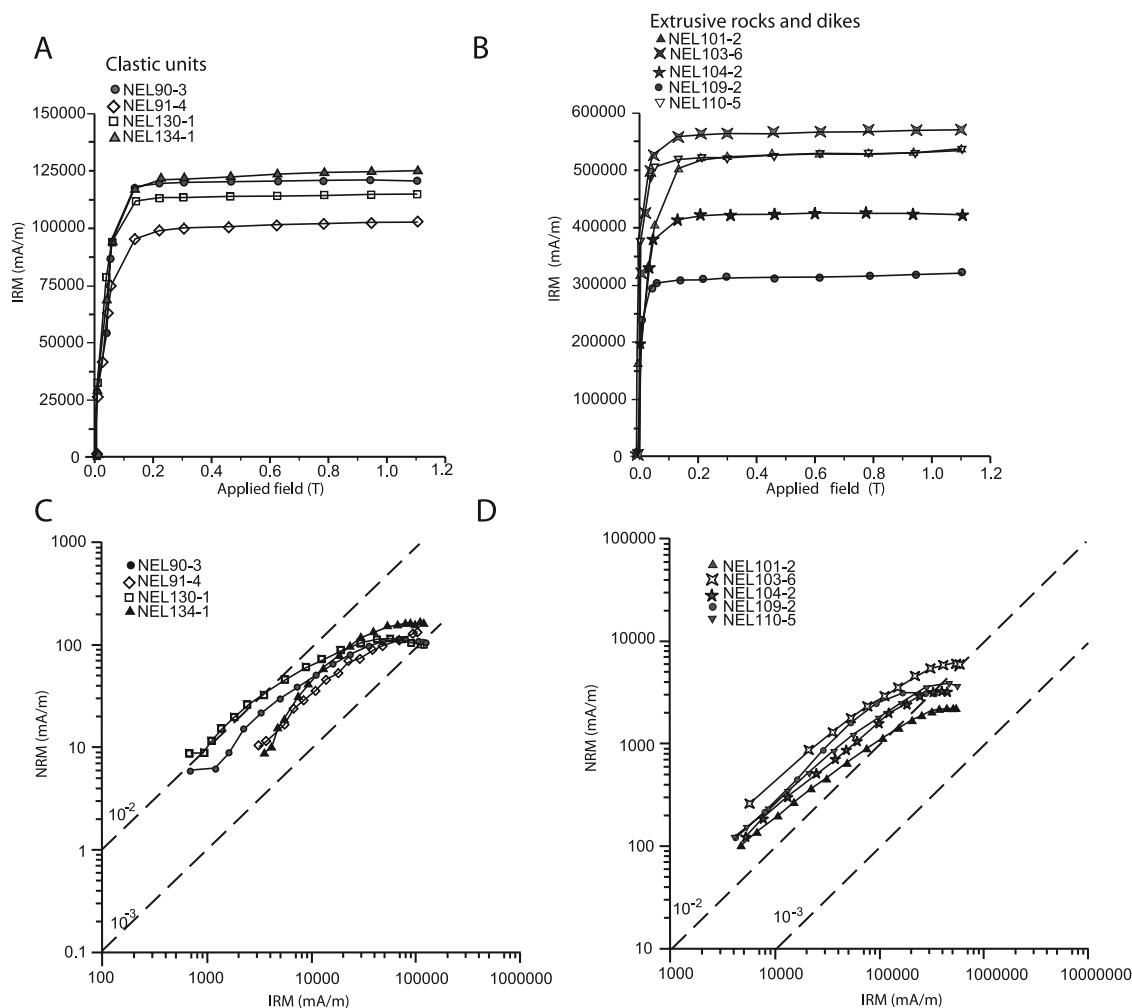 A
Clastic units
NEL90-3
NEL91-4
NEL130-1
NEL134-1
150000
125000
100000
75000
50000
25000
0
IRM (mA/m)
0.0 0.2 0.4 0.6 0.8 1.0 1.2
Applied field (T)
B
Extrusive rocks and dikes
NEL101-2
NEL103-6
NEL104-2
NEL109-2
NEL110-5
600000
500000
400000
300000
200000
100000
0
IRM (mA/m)
0.0 0.2 0.4 0.6 0.8 1.0 1.2
Applied field (T)
C
NEL90-3
NEL91-4
NEL130-1
NEL134-1
1000
100
10
1
0.1
NRM (mA/m)
10-2
10-3
100 1000 10000 100000 1000000
IRM (mA/m)
D
NEL101-2
NEL103-6
NEL104-2
NEL109-2
NEL110-5
100000
10000
1000
100
10
NRM (mA/m)
10-2
10-3
1000 10000 100000 1000000 10000000
IRM (mA/m)